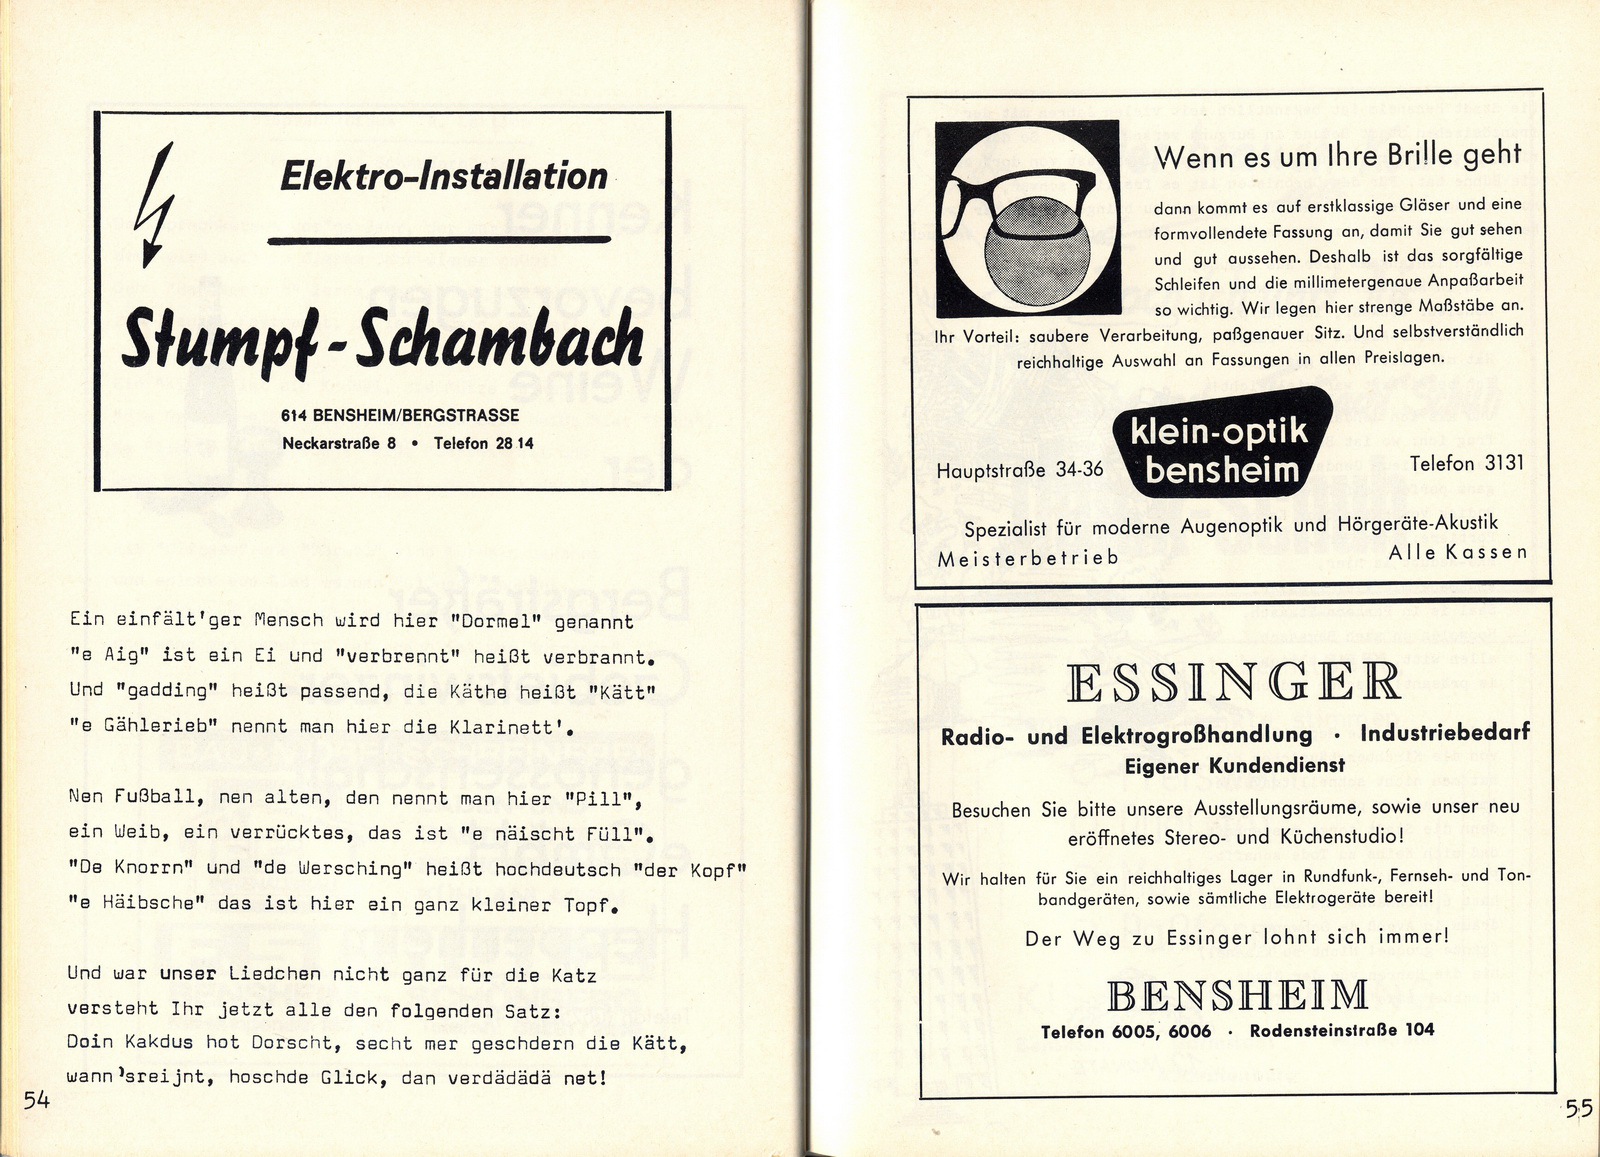 Elektro-Installation
Stumpf-Schambach
614 BENSHEIM/BERGSTRASSE
Neckarstraße 8 • Telefon 28 14
Ein einfält'ger Mensch wird hier "Dormel" genannt
"e Aig" ist ein Ei und "verbrennt" heißt verbrannt.
Und "gadding" heißt passend, die Käthe heißt "Kätt"
"e Gählerieb" nennt man hier die Klarinett'.
Nen Fußball, nen alten, den nennt man hier "Pill",
ein Weib, ein verrücktes, das ist "e näischt Füll".
"De Knorrn" und "de Wersching" heißt hochdeutsch "der Kopf"
"e Häibsche" das ist hier ein ganz kleiner Topf.
Und war unser Liedchen nicht ganz für die Katz
versteht Ihr jetzt alle den folgenden Satz:
Doin Kakdus hot Dorscht, secht mer geschdern die Kätt,
wann'sreijnt, hoschde Glick, dan verdädädä net!
54
Wenn es um Ihre Brille geht
dann kommt es auf erstklassige Gläser und eine
formvollendete Fassung an, damit Sie gut sehen
und gut aussehen. Deshalb ist das sorgfältige
Schleifen und die millimetergenaue Anpaßarbeit
so wichtig. Wir legen hier strenge Maßstäbe an.
Ihr Vorteil: saubere Verarbeitung, paßgenauer Sitz. Und selbstverständlich
reichhaltige Auswahl an Fassungen in allen Preislagen.
klein-optik
bensheim
Hauptstraße 34-36
Telefon 3131
Spezialist für moderne Augenoptik und Hörgeräte-Akustik
Meisterbetrieb
Alle Kassen
ESSINGER
Radio- und Elektrogroßhandlung · Industriebedarf
Eigener Kundendienst
Besuchen Sie bitte unsere Ausstellungsräume, sowie unser neu
eröffnetes Stereo- und Küchenstudio!
Wir halten für Sie ein reichhaltiges Lager in Rundfunk-, Fernseh- und Ton-
bandgeräten, sowie sämtliche Elektrogeräte bereit!
Der Weg zu Essinger lohnt sich immer!
BENSHEIM
Telefon 6005, 6006 · Rodensteinstraße 104
55